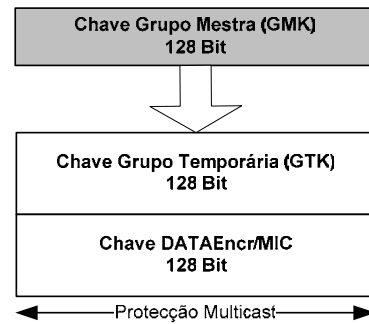 Chave Grupo Mestra (GMK)
128 Bit
Chave Grupo Temporária (GTK)
128 Bit
Chave DATAEncr/MIC
128 Bit
Protecção Multicast